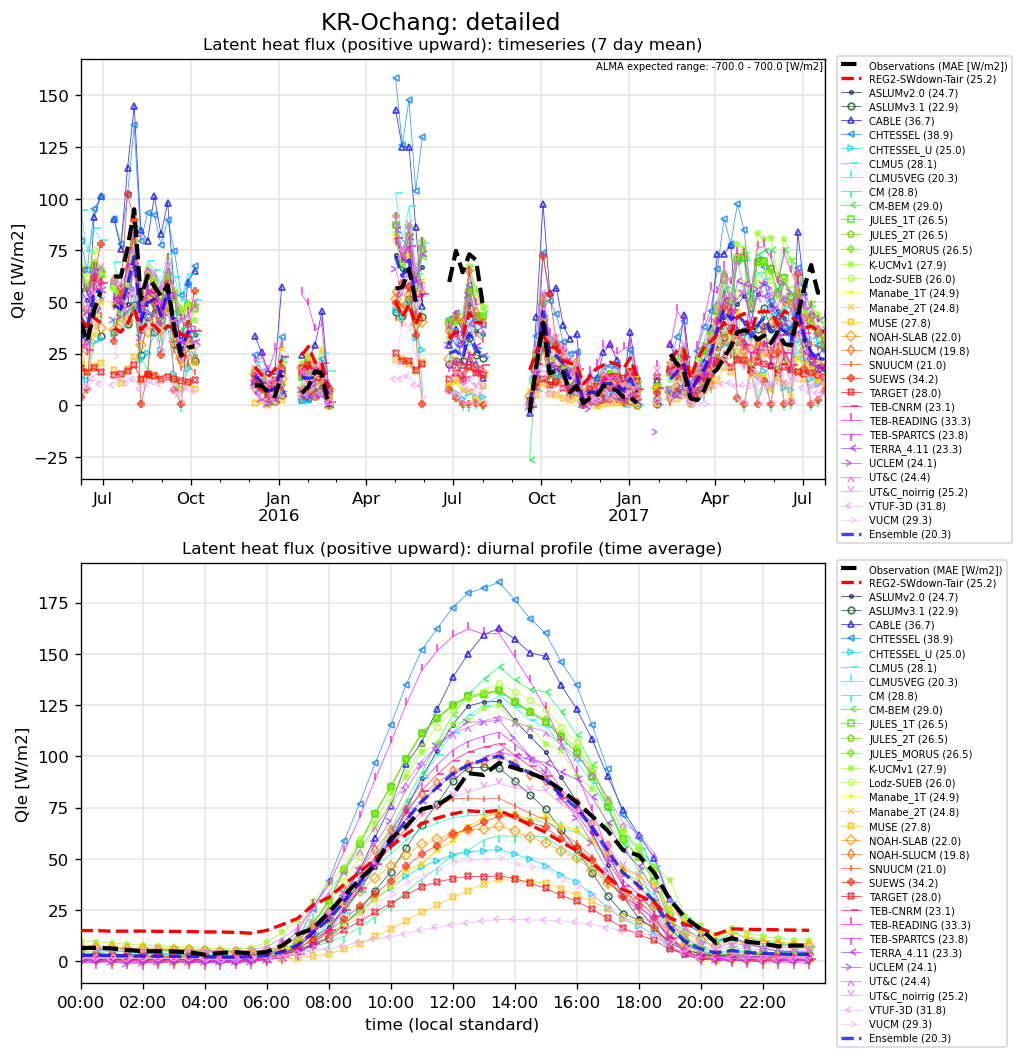 KR-Ochang: detailed
Latent heat flux (positive upward): timeseries (7 day mean)
ALMA expected range: -700.0 - 700.0 [W/m2]
Qle [W/m2]
150
125
100
75
50
25
0
−25
Jul
Oct
Jan
2016
Apr
Jul
Oct
Jan
2017
Apr
Jul
Observations (MAE [W/m2])
REG2-SWdown-Tair (25.2)
ASLUMv2.0 (24.7)
ASLUMv3.1 (22.9)
CABLE (36.7)
CHTESSEL (38.9)
CHTESSEL_U (25.0)
CLMU5 (28.1)
CLMU5VEG (20.3)
CM (28.8)
CM-BEM (29.0)
JULES_1T (26.5)
JULES_2T (26.5)
JULES_MORUS (26.5)
K-UCMv1 (27.9)
Lodz-SUEB (26.0)
Manabe_1T (24.9)
Manabe_2T (24.8)
MUSE (27.8)
NOAH-SLAB (22.0)
NOAH-SLUCM (19.8)
SNUUCM (21.0)
SUEWS (34.2)
TARGET (28.0)
TEB-CNRM (23.1)
TEB-READING (33.3)
TEB-SPARTCS (23.8)
TERRA_4.11 (23.3)
UCLEM (24.1)
UT&C (24.4)
UT&C_noirrig (25.2)
VTUF-3D (31.8)
VUCM (29.3)
Ensemble (20.3)
Latent heat flux (positive upward): diurnal profile (time average)
Qle [W/m2]
175
150
125
100
75
50
25
0
00:00
02:00
04:00
06:00
08:00
10:00
12:00
14:00
16:00
18:00
20:00
22:00
time (local standard)
Observation (MAE [W/m2])
REG2-SWdown-Tair (25.2)
ASLUMv2.0 (24.7)
ASLUMv3.1 (22.9)
CABLE (36.7)
CHTESSEL (38.9)
CHTESSEL_U (25.0)
CLMU5 (28.1)
CLMU5VEG (20.3)
CM (28.8)
CM-BEM (29.0)
JULES_1T (26.5)
JULES_2T (26.5)
JULES_MORUS (26.5)
K-UCMv1 (27.9)
Lodz-SUEB (26.0)
Manabe_1T (24.9)
Manabe_2T (24.8)
MUSE (27.8)
NOAH-SLAB (22.0)
NOAH-SLUCM (19.8)
SNUUCM (21.0)
SUEWS (34.2)
TARGET (28.0)
TEB-CNRM (23.1)
TEB-READING (33.3)
TEB-SPARTCS (23.8)
TERRA_4.11 (23.3)
UCLEM (24.1)
UT&C (24.4)
UT&C_noirrig (25.2)
VTUF-3D (31.8)
VUCM (29.3)
Ensemble (20.3)